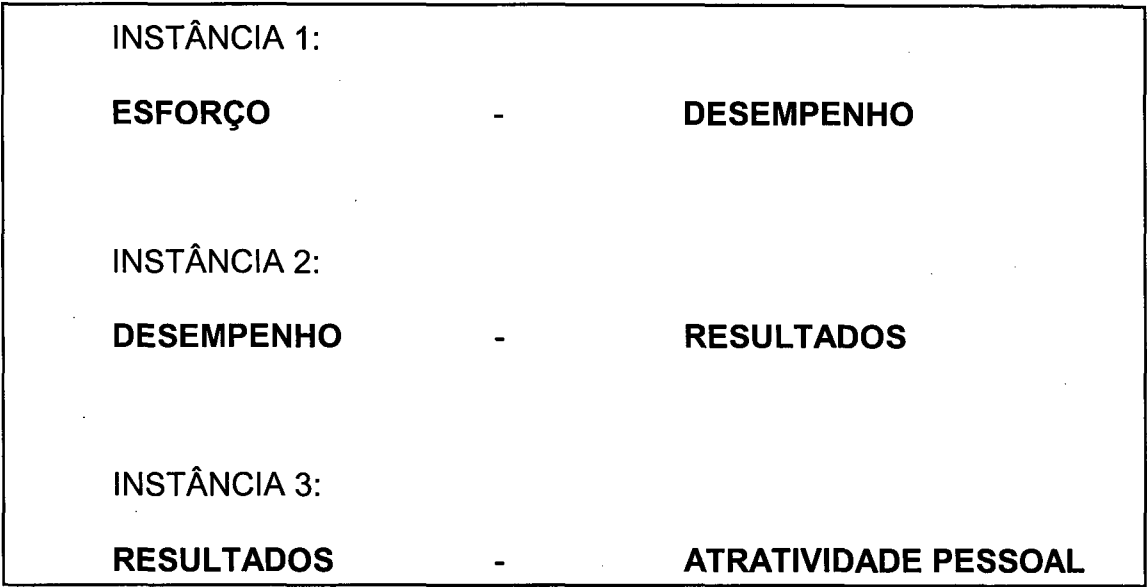 INSTÂNCIA 1:
ESFORÇO - DESEMPENHO
INSTÂNCIA 2:
DESEMPENHO - RESULTADOS
INSTÂNCIA 3:
RESULTADOS - ATRATIVIDADE PESSOAL